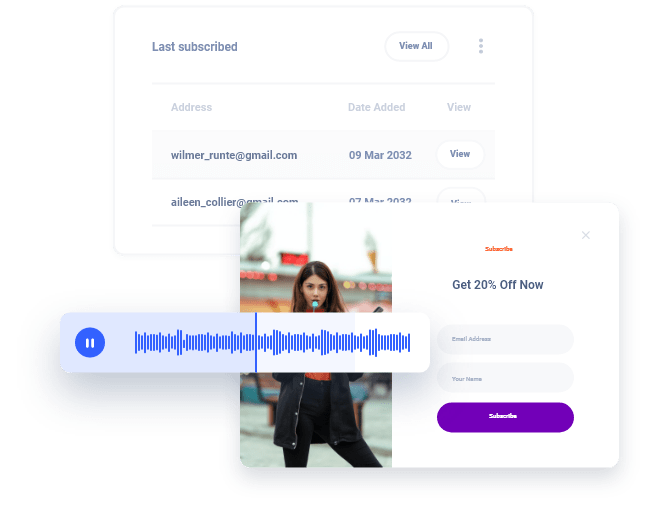 Last subscribed
View All
Address Date Added View
wilmer_runte@gmail.com 09 Mar 2032 View
aileen_collier@gmail.com 07 Mar 2032 View
Subscribe
Get 20% Off Now
Email Address
Your Name
Subscribe